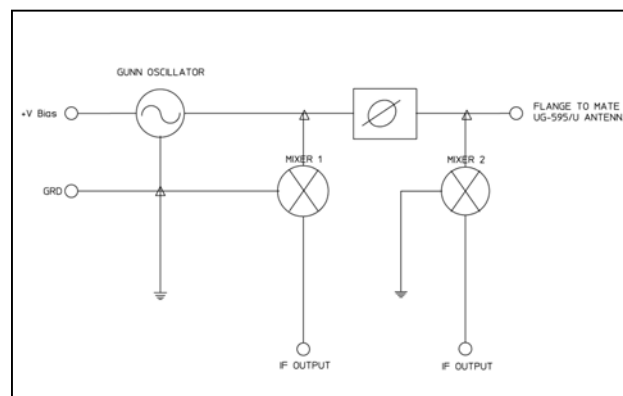 GUNN OSCILLATOR
+V Bias
FLANGE TO MATE
UG-595/U ANTENN
MIXER 1
MIXER 2
GRD
IF OUTPUT
IF OUTPUT